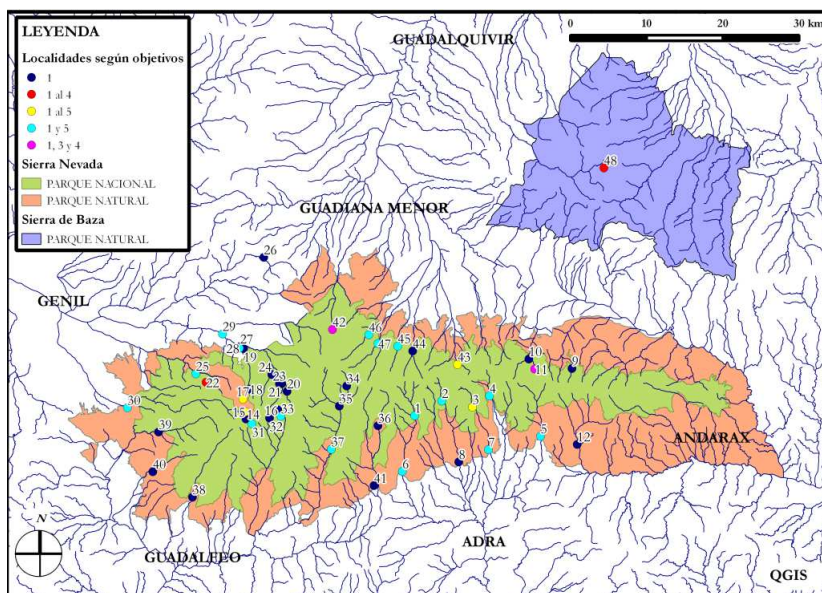 LEYENDA
Localidades según objetivos
1
1 al 4
1 al 5
1 y 5
1, 3 y 4
Sierra Nevada
PARQUE NACIONAL
PARQUE NATURAL
Sierra de Baza
PARQUE NATURAL
0 10 20 30 km
GUADALQUIVIR
48
GUADIANA MENOR
26
GENIL
29
42
46
45
27
28
19
47
44
43
10
9
25
24
11
22
23
34
18
20
21
4
17
2
30
35
3
16
33
15
14
1
39
31
32
36
5
ANDARAX
12
37
7
8
40
6
41
38
N
GUADALFEO
ADRA
QGIS